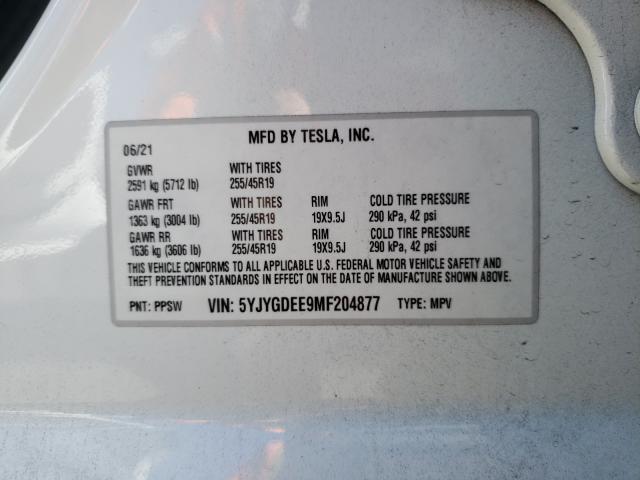 MFD BY TESLA, INC.
06/21
GVWR WITH TIRES
2591 kg (5712 lb) 255/45R19
GAWR FRT WITH TIRES RIM COLD TIRE PRESSURE
1363 kg (3004 lb) 255/45R19 19X9.5J 290 kPa, 42 psi
GAWR RR WITH TIRES RIM COLD TIRE PRESSURE
1636 kg (3606 lb) 255/45R19 19X9.5J 290 kPa, 42 psi
THIS VEHICLE CONFORMS TO ALL APPLICABLE U.S. FEDERAL MOTOR VEHICLE SAFETY AND
THEFT PREVENTION STANDARDS IN EFFECT ON THE DATE OF MANUFACTURE SHOWN ABOVE.
PNT: PPSW VIN: 5YJYGDEE9MF204877 TYPE: MPV